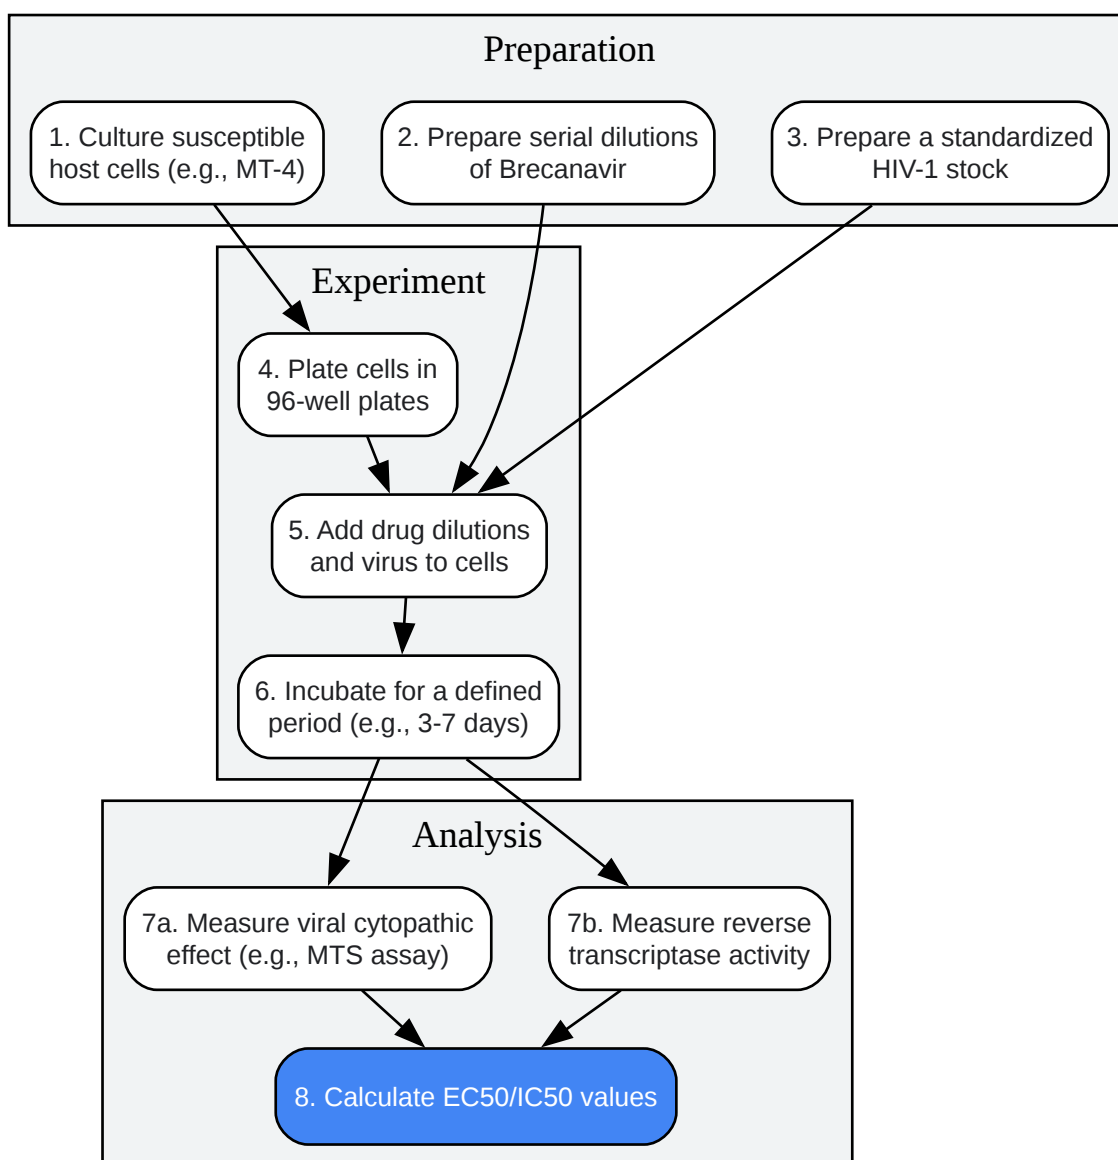 Preparation
1. Culture susceptible
host cells (e.g., MT-4)
2. Prepare serial dilutions
of Brecanavir
3. Prepare a standardized
HIV-1 stock
Experiment
4. Plate cells in
96-well plates
5. Add drug dilutions
and virus to cells
6. Incubate for a defined
period (e.g., 3-7 days)
Analysis
7a. Measure viral cytopathic
effect (e.g., MTS assay)
7b. Measure reverse
transcriptase activity
8. Calculate EC50/IC50 values